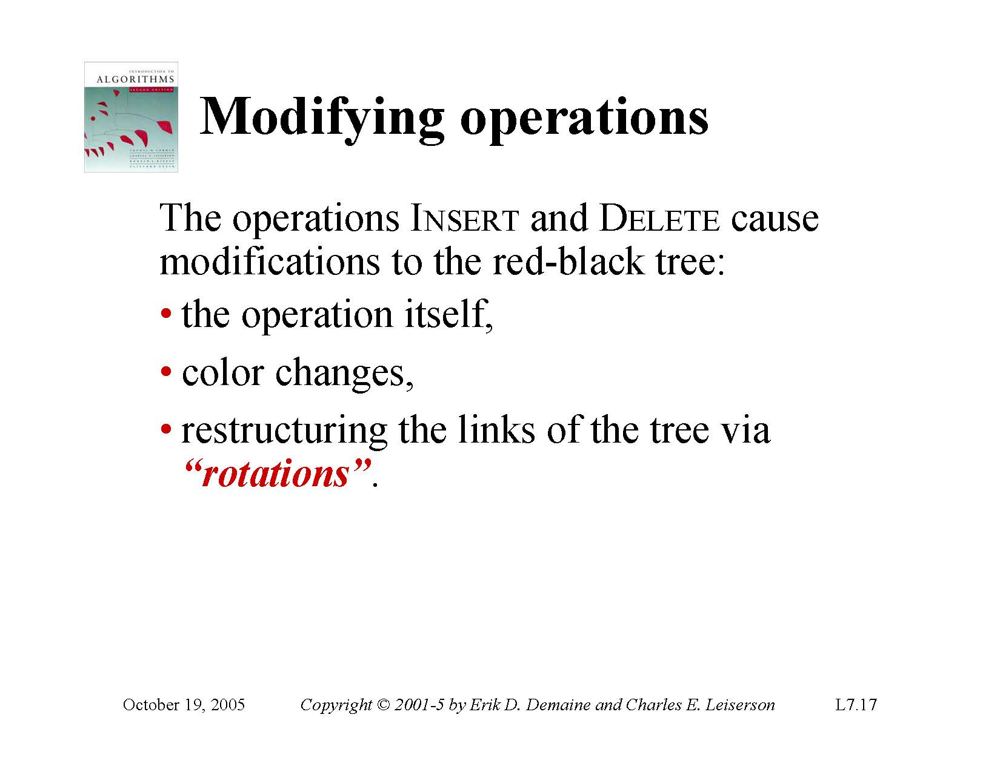 INTRODUCTION TO
ALGORITHMS
SECOND EDITION
Modifying operations
The operations INSERT and DELETE cause
modifications to the red-black tree:
• the operation itself,
• color changes,
• restructuring the links of the tree via
“rotations”.
THOMAS H. CORMEN
CHARLES E. LEISERSON
RONALD L. RIVEST
CLIFFORD STEIN
October 19, 2005 Copyright © 2001-5 by Erik D. Demaine and Charles E. Leiserson L7.17